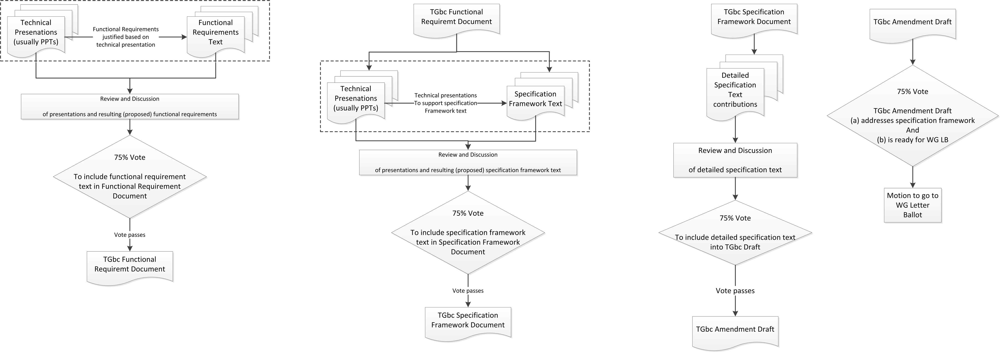 Technical
Presenations
(usually PPTs)
Functional Requirements
justified based on
technical presentation
Functional
Requirements
Text
Review and Discussion
of presentations and resulting (proposed) functional requirements
75% Vote
To include functional requirement
text in Functional Requirement
Document
Vote passes
TGbc Functional
Requiremt Document
TGbc Functional
Requiremt Document
Technical
Presenations
(usually PPTs)
Technical presentations
To support specification
Framework text
Specification
Framework Text
Review and Discussion
of presentations and resulting (proposed) specification framework text
75% Vote
To include specification framework
text in Specification Framework
Document
Vote passes
TGbc Specification
Framework Document
TGbc Specification
Framework Document
Detailed
Specification
Text
contributions
Review and Discussion
of detailed specification text
75% Vote
To include detailed specification text
into TGbc Draft
Vote passes
TGbc Amendment Draft
TGbc Amendment Draft
75% Vote
TGbc Amendment Draft
(a) addresses specification framework
And
(b) is ready for WG LB
Motion to go to
WG Letter
Ballot